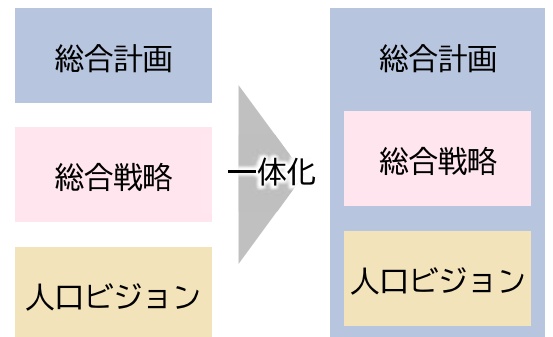 総合計画
総合戦略
人口ビジョン
一体化
総合計画
総合戦略
人口ビジョン